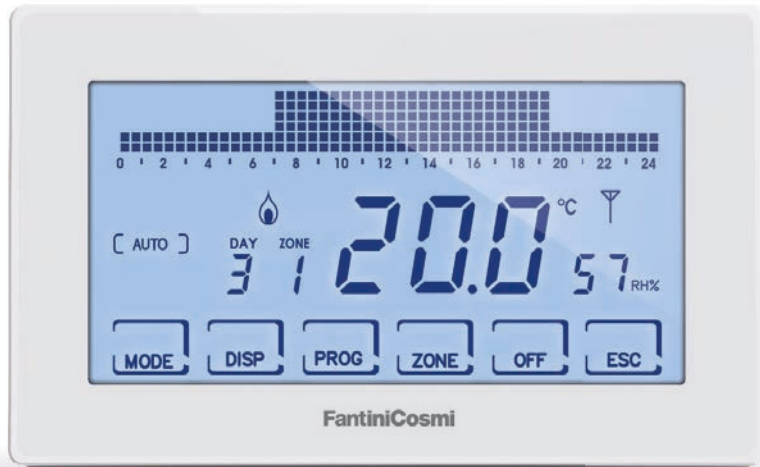 0 2 4 6 8 10 12 14 16 18 20 22 24
°C
[ AUTO ] DAY ZONE
3 1 20.0 57 RH%
MODE DISP PROG ZONE OFF ESC
FantiniCosmi